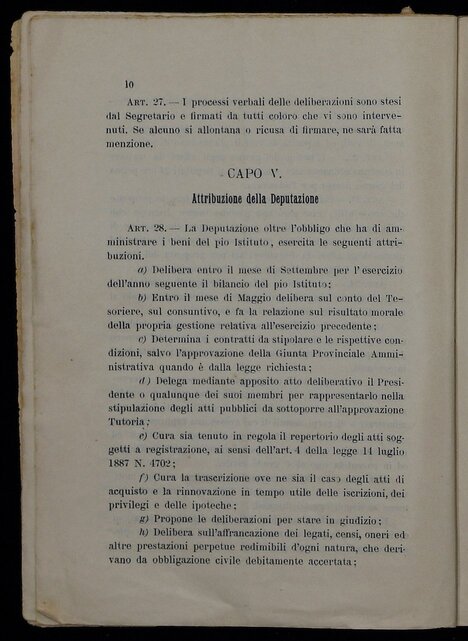 10
ART. 27. — I processi verbali delle deliberazioni sono stesi
dal Segretario e firmati da tutti coloro che vi sono interve-
nuti. Se alcuno si allontana o ricusa di firmare, ne sarà fatta
menzione.
CAPO V.
Attribuzione della Deputazione
ART. 28. — La Deputazione oltre l'obbligo che ha di am-
ministrare i beni del pio Istituto, esercita le seguenti attri-
buzioni.
a) Delibera entro il mese di Settembre per l'esercizio
dell'anno seguente il bilancio del pio Istituto;
b) Entro il mese di Maggio delibera sul conto del Te-
soriere, sul consuntivo, e fa la relazione sul risultato morale
della propria gestione relativa all'esercizio precedente;
c) Determina i contratti da stipolare e le rispettive con-
dizioni, salvo l'approvazione della Giunta Provinciale Ammi-
nistrativa quando è dalla legge richiesta;
d) Delega mediante apposito atto deliberativo il Presi-
dente o qualunque dei suoi membri per rappresentarlo nella
stipulazione degli atti pubblici da sottoporre all'approvazione
Tutoria;
e) Cura sia tenuto in regola il repertorio degli atti sog-
getti a registrazione, ai sensi dell'art. 4 della legge 14 luglio
1887 N. 4702;
f) Cura la trascrizione ove ne sia il caso degli atti di
acquisto e la rinnovazione in tempo utile delle iscrizioni, dei
privilegi e delle ipoteche;
g) Propone le deliberazioni per stare in giudizio;
h) Delibera sull'affrancazione dei legati, censi, oneri ed
altre prestazioni perpetue redimibili d'ogni natura, che deri-
vano da obbligazione civile debitamente accertata;